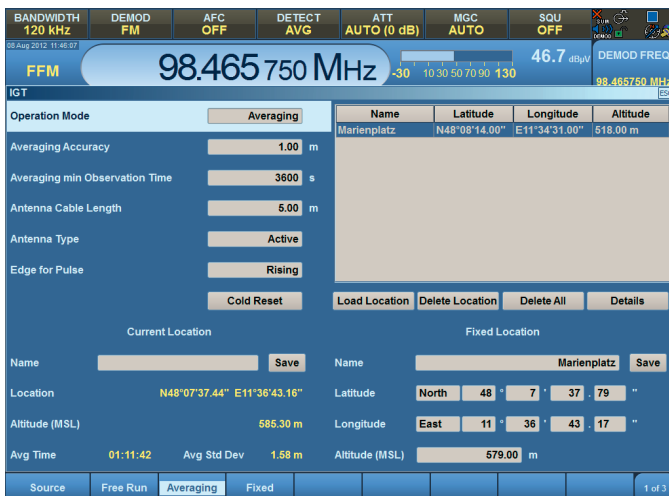 BANDWIDTH DEMOD AFC DETECT ATT MGC SQU
120 kHz FM OFF AVG AUTO (0 dB) AUTO OFF
08 Aug 2012 11:46:07
FFM 98.465 750 MHz -30 10 30 50 70 90 130 46.7 dBµV DEMOD FREQ
98.465750 MHz
IGT ESC
Operation Mode Averaging
Averaging Accuracy 1.00 m
Averaging min Observation Time 3600 s
Antenna Cable Length 5.00 m
Antenna Type Active
Edge for Pulse Rising
Cold Reset
Name Latitude Longitude Altitude
Marienplatz N48°08'14.00" E11°34'31.00" 518.00 m
Load Location Delete Location Delete All Details
Current Location
Name Save
Location N48°07'37.44" E11°36'43.16"
Altitude (MSL) 585.30 m
Avg Time 01:11:42 Avg Std Dev 1.58 m
Fixed Location
Name Marienplatz Save
Latitude North 48 ° 7 ' 37 . 79 "
Longitude East 11 ° 36 ' 43 . 17 "
Altitude (MSL) 579.00 m
Source Free Run Averaging Fixed 1 of 3